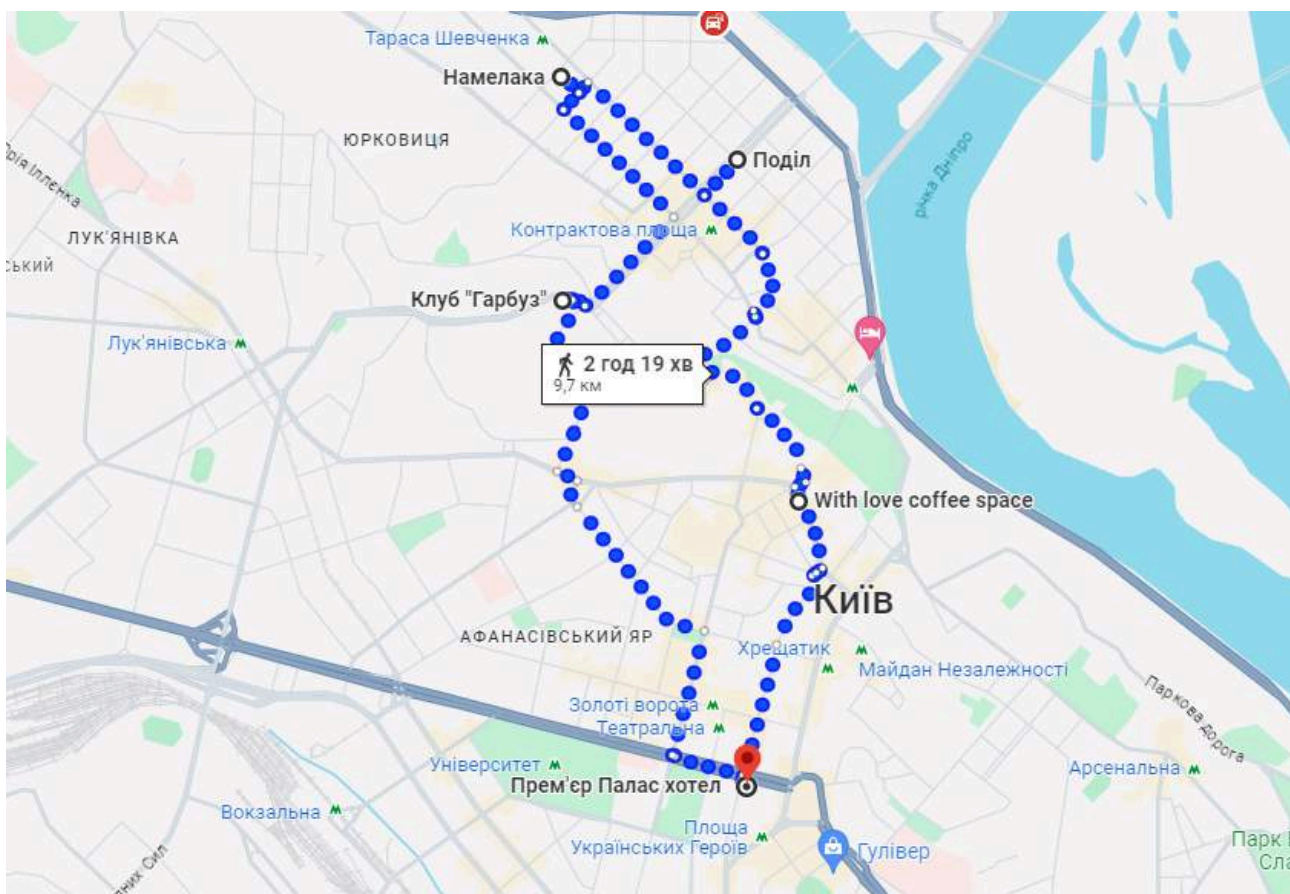 Тараса Шевченка
Намелака
ЮРКОВИЦЯ
Поділ
річка Дніпро
Іллєнка
Контрактова площа
ЛУК'ЯНІВКА
ський
Клуб "Гарбуз"
Лук'янівська
2 год 19 хв
9,7 км
With love coffee space
Київ
АФАНАСІВСЬКИЙ ЯР
Хрещатик
Майдан Незалежності
Золоті ворота
Театральна
Паркова дорога
Університет
Прем'єр Палас хотел
Арсенальна
Вокзальна
Площа
Українських Героїв
Гулівер
Парк
Сла
них Сил